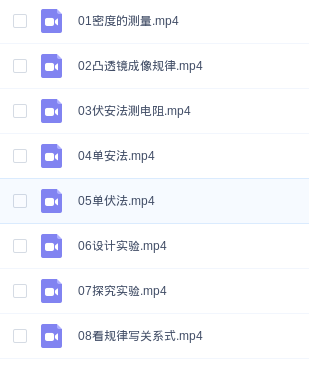 01密度的测量.mp4
02凸透镜成像规律.mp4
03伏安法测电阻.mp4
04单安法.mp4
05单伏法.mp4
06设计实验.mp4
07探究实验.mp4
08看规律写关系式.mp4